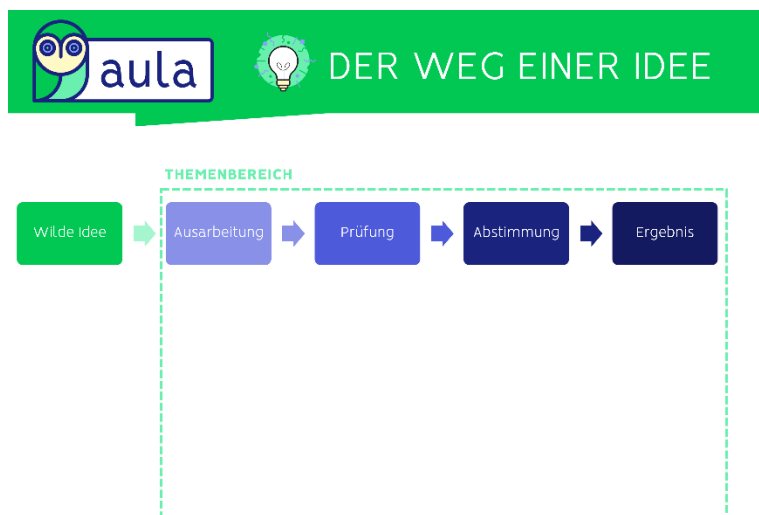 aula
DER WEG EINER IDEE
THEMENBEREICH
Wilde Idee
Ausarbeitung
Prüfung
Abstimmung
Ergebnis